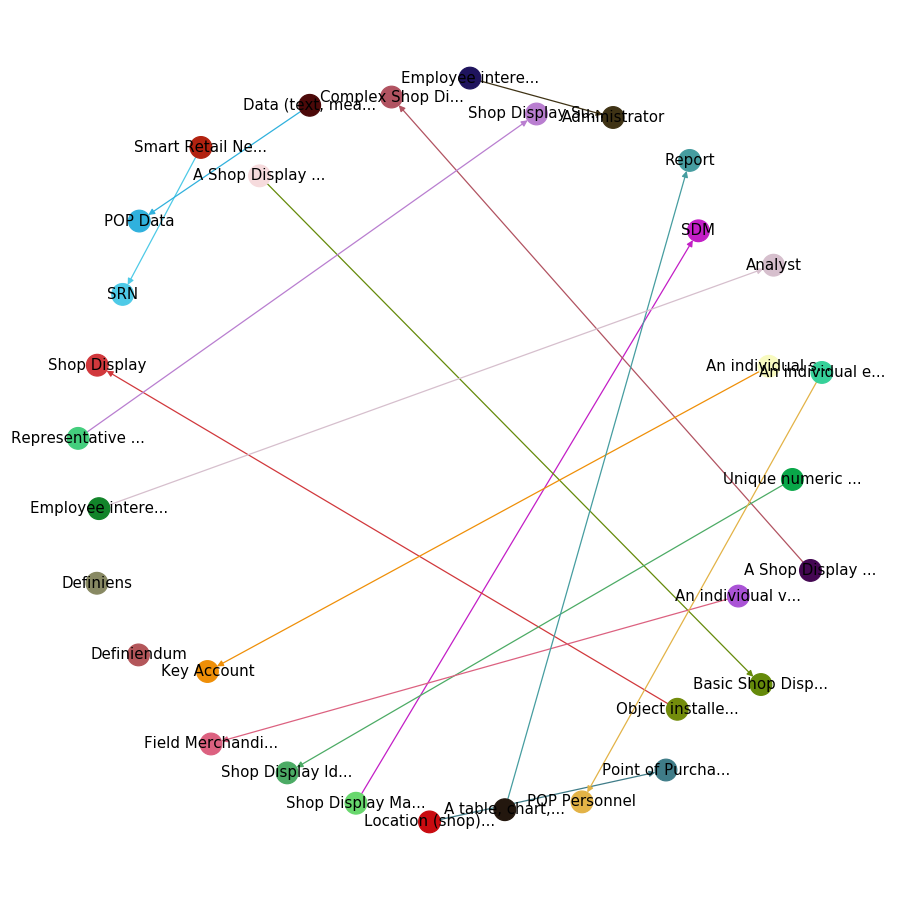 Employee intere...
Complex Shop Di...
Data (text, mea...
Shop Display Su...
Administrator
Smart Retail Ne...
Report
A Shop Display ...
POP Data
SDM
Analyst
SRN
Shop Display
An individual s...
An individual e...
Representative ...
Unique numeric ...
Employee intere...
A Shop Display ...
Definiens
An individual v...
Definiendum
Key Account
Basic Shop Disp...
Object installe...
Field Merchandi...
Shop Display Id...
Point of Purcha...
Shop Display Ma...
POP Personnel
A table, chart,...
Location (shop)...